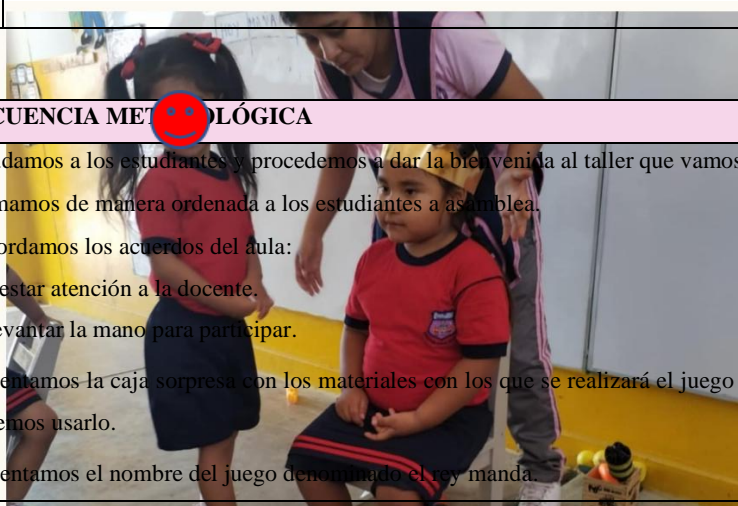 HOY
CUENCIA MET OLÓGICA
damos a los estudiantes y procedemos a dar la bienvenida al taller que vamos
mamos de manera ordenada a los estudiantes a asamblea.
ordamos los acuerdos del aula:
estar atención a la docente.
evantar la mano para participar.
entamos la caja sorpresa con los materiales con los que se realizará el juego
emos usarlo.
entamos el nombre del juego denominado el rey manda.